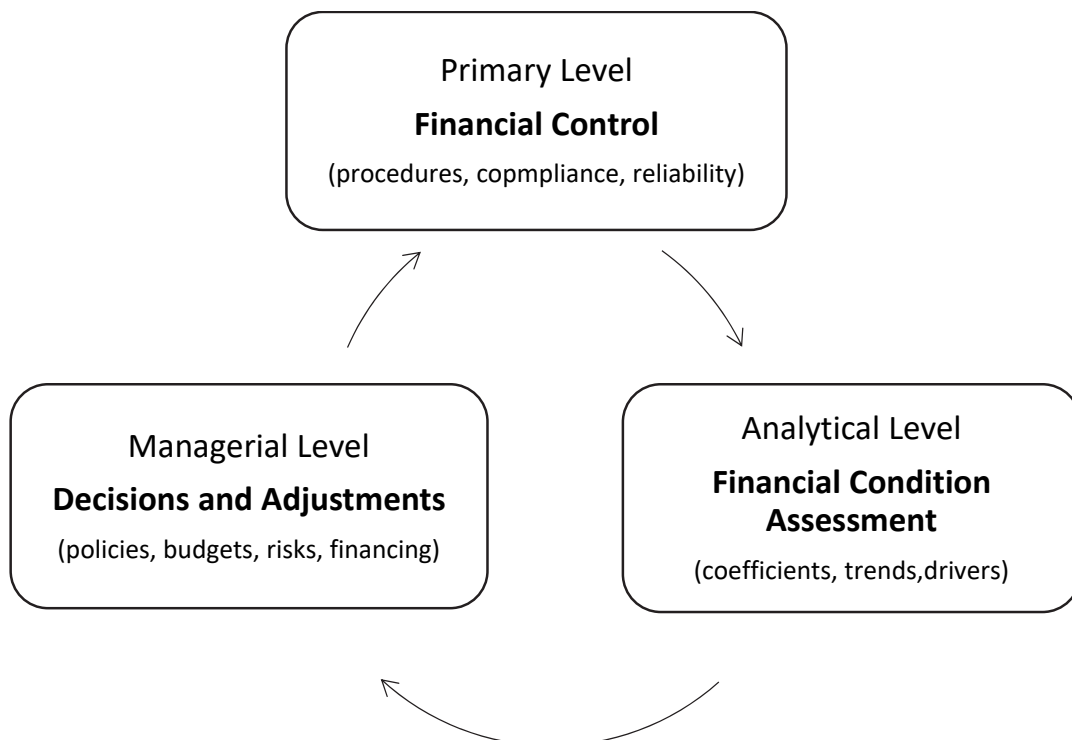 Primary Level
Financial Control
(procedures, copmpliance, reliability)
Managerial Level
Decisions and Adjustments
(policies, budgets, risks, financing)
Analytical Level
Financial Condition
Assessment
(coefficients, trends,drivers)